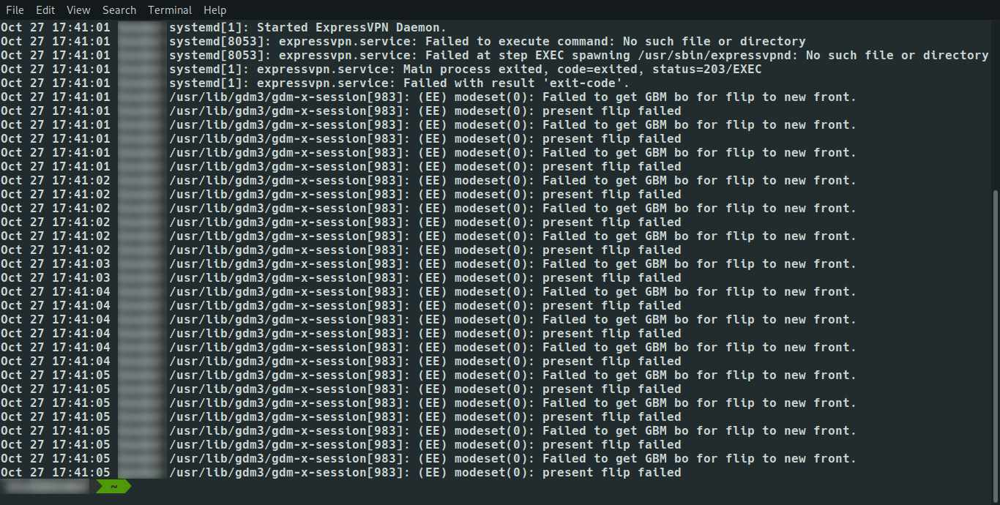 File Edit View Search Terminal Help
Oct 27 17:41:01 systemd[1]: Started ExpressVPN Daemon.
Oct 27 17:41:01 systemd[8053]: expressvpn.service: Failed to execute command: No such file or directory
Oct 27 17:41:01 systemd[8053]: expressvpn.service: Failed at step EXEC spawning /usr/sbin/expressvpnd: No such file or directory
Oct 27 17:41:01 systemd[1]: expressvpn.service: Main process exited, code=exited, status=203/EXEC
Oct 27 17:41:01 systemd[1]: expressvpn.service: Failed with result 'exit-code'.
Oct 27 17:41:01 /usr/lib/gdm3/gdm-x-session[983]: (EE) modeset(0): Failed to get GBM bo for flip to new front.
Oct 27 17:41:01 /usr/lib/gdm3/gdm-x-session[983]: (EE) modeset(0): present flip failed
Oct 27 17:41:01 /usr/lib/gdm3/gdm-x-session[983]: (EE) modeset(0): Failed to get GBM bo for flip to new front.
Oct 27 17:41:01 /usr/lib/gdm3/gdm-x-session[983]: (EE) modeset(0): present flip failed
Oct 27 17:41:01 /usr/lib/gdm3/gdm-x-session[983]: (EE) modeset(0): Failed to get GBM bo for flip to new front.
Oct 27 17:41:01 /usr/lib/gdm3/gdm-x-session[983]: (EE) modeset(0): present flip failed
Oct 27 17:41:02 /usr/lib/gdm3/gdm-x-session[983]: (EE) modeset(0): Failed to get GBM bo for flip to new front.
Oct 27 17:41:02 /usr/lib/gdm3/gdm-x-session[983]: (EE) modeset(0): present flip failed
Oct 27 17:41:02 /usr/lib/gdm3/gdm-x-session[983]: (EE) modeset(0): Failed to get GBM bo for flip to new front.
Oct 27 17:41:02 /usr/lib/gdm3/gdm-x-session[983]: (EE) modeset(0): present flip failed
Oct 27 17:41:02 /usr/lib/gdm3/gdm-x-session[983]: (EE) modeset(0): Failed to get GBM bo for flip to new front.
Oct 27 17:41:02 /usr/lib/gdm3/gdm-x-session[983]: (EE) modeset(0): present flip failed
Oct 27 17:41:03 /usr/lib/gdm3/gdm-x-session[983]: (EE) modeset(0): Failed to get GBM bo for flip to new front.
Oct 27 17:41:03 /usr/lib/gdm3/gdm-x-session[983]: (EE) modeset(0): present flip failed
Oct 27 17:41:04 /usr/lib/gdm3/gdm-x-session[983]: (EE) modeset(0): Failed to get GBM bo for flip to new front.
Oct 27 17:41:04 /usr/lib/gdm3/gdm-x-session[983]: (EE) modeset(0): present flip failed
Oct 27 17:41:04 /usr/lib/gdm3/gdm-x-session[983]: (EE) modeset(0): Failed to get GBM bo for flip to new front.
Oct 27 17:41:04 /usr/lib/gdm3/gdm-x-session[983]: (EE) modeset(0): present flip failed
Oct 27 17:41:04 /usr/lib/gdm3/gdm-x-session[983]: (EE) modeset(0): Failed to get GBM bo for flip to new front.
Oct 27 17:41:04 /usr/lib/gdm3/gdm-x-session[983]: (EE) modeset(0): present flip failed
Oct 27 17:41:05 /usr/lib/gdm3/gdm-x-session[983]: (EE) modeset(0): Failed to get GBM bo for flip to new front.
Oct 27 17:41:05 /usr/lib/gdm3/gdm-x-session[983]: (EE) modeset(0): present flip failed
Oct 27 17:41:05 /usr/lib/gdm3/gdm-x-session[983]: (EE) modeset(0): Failed to get GBM bo for flip to new front.
Oct 27 17:41:05 /usr/lib/gdm3/gdm-x-session[983]: (EE) modeset(0): present flip failed
Oct 27 17:41:05 /usr/lib/gdm3/gdm-x-session[983]: (EE) modeset(0): Failed to get GBM bo for flip to new front.
Oct 27 17:41:05 /usr/lib/gdm3/gdm-x-session[983]: (EE) modeset(0): present flip failed
Oct 27 17:41:05 /usr/lib/gdm3/gdm-x-session[983]: (EE) modeset(0): Failed to get GBM bo for flip to new front.
Oct 27 17:41:05 /usr/lib/gdm3/gdm-x-session[983]: (EE) modeset(0): present flip failed
~